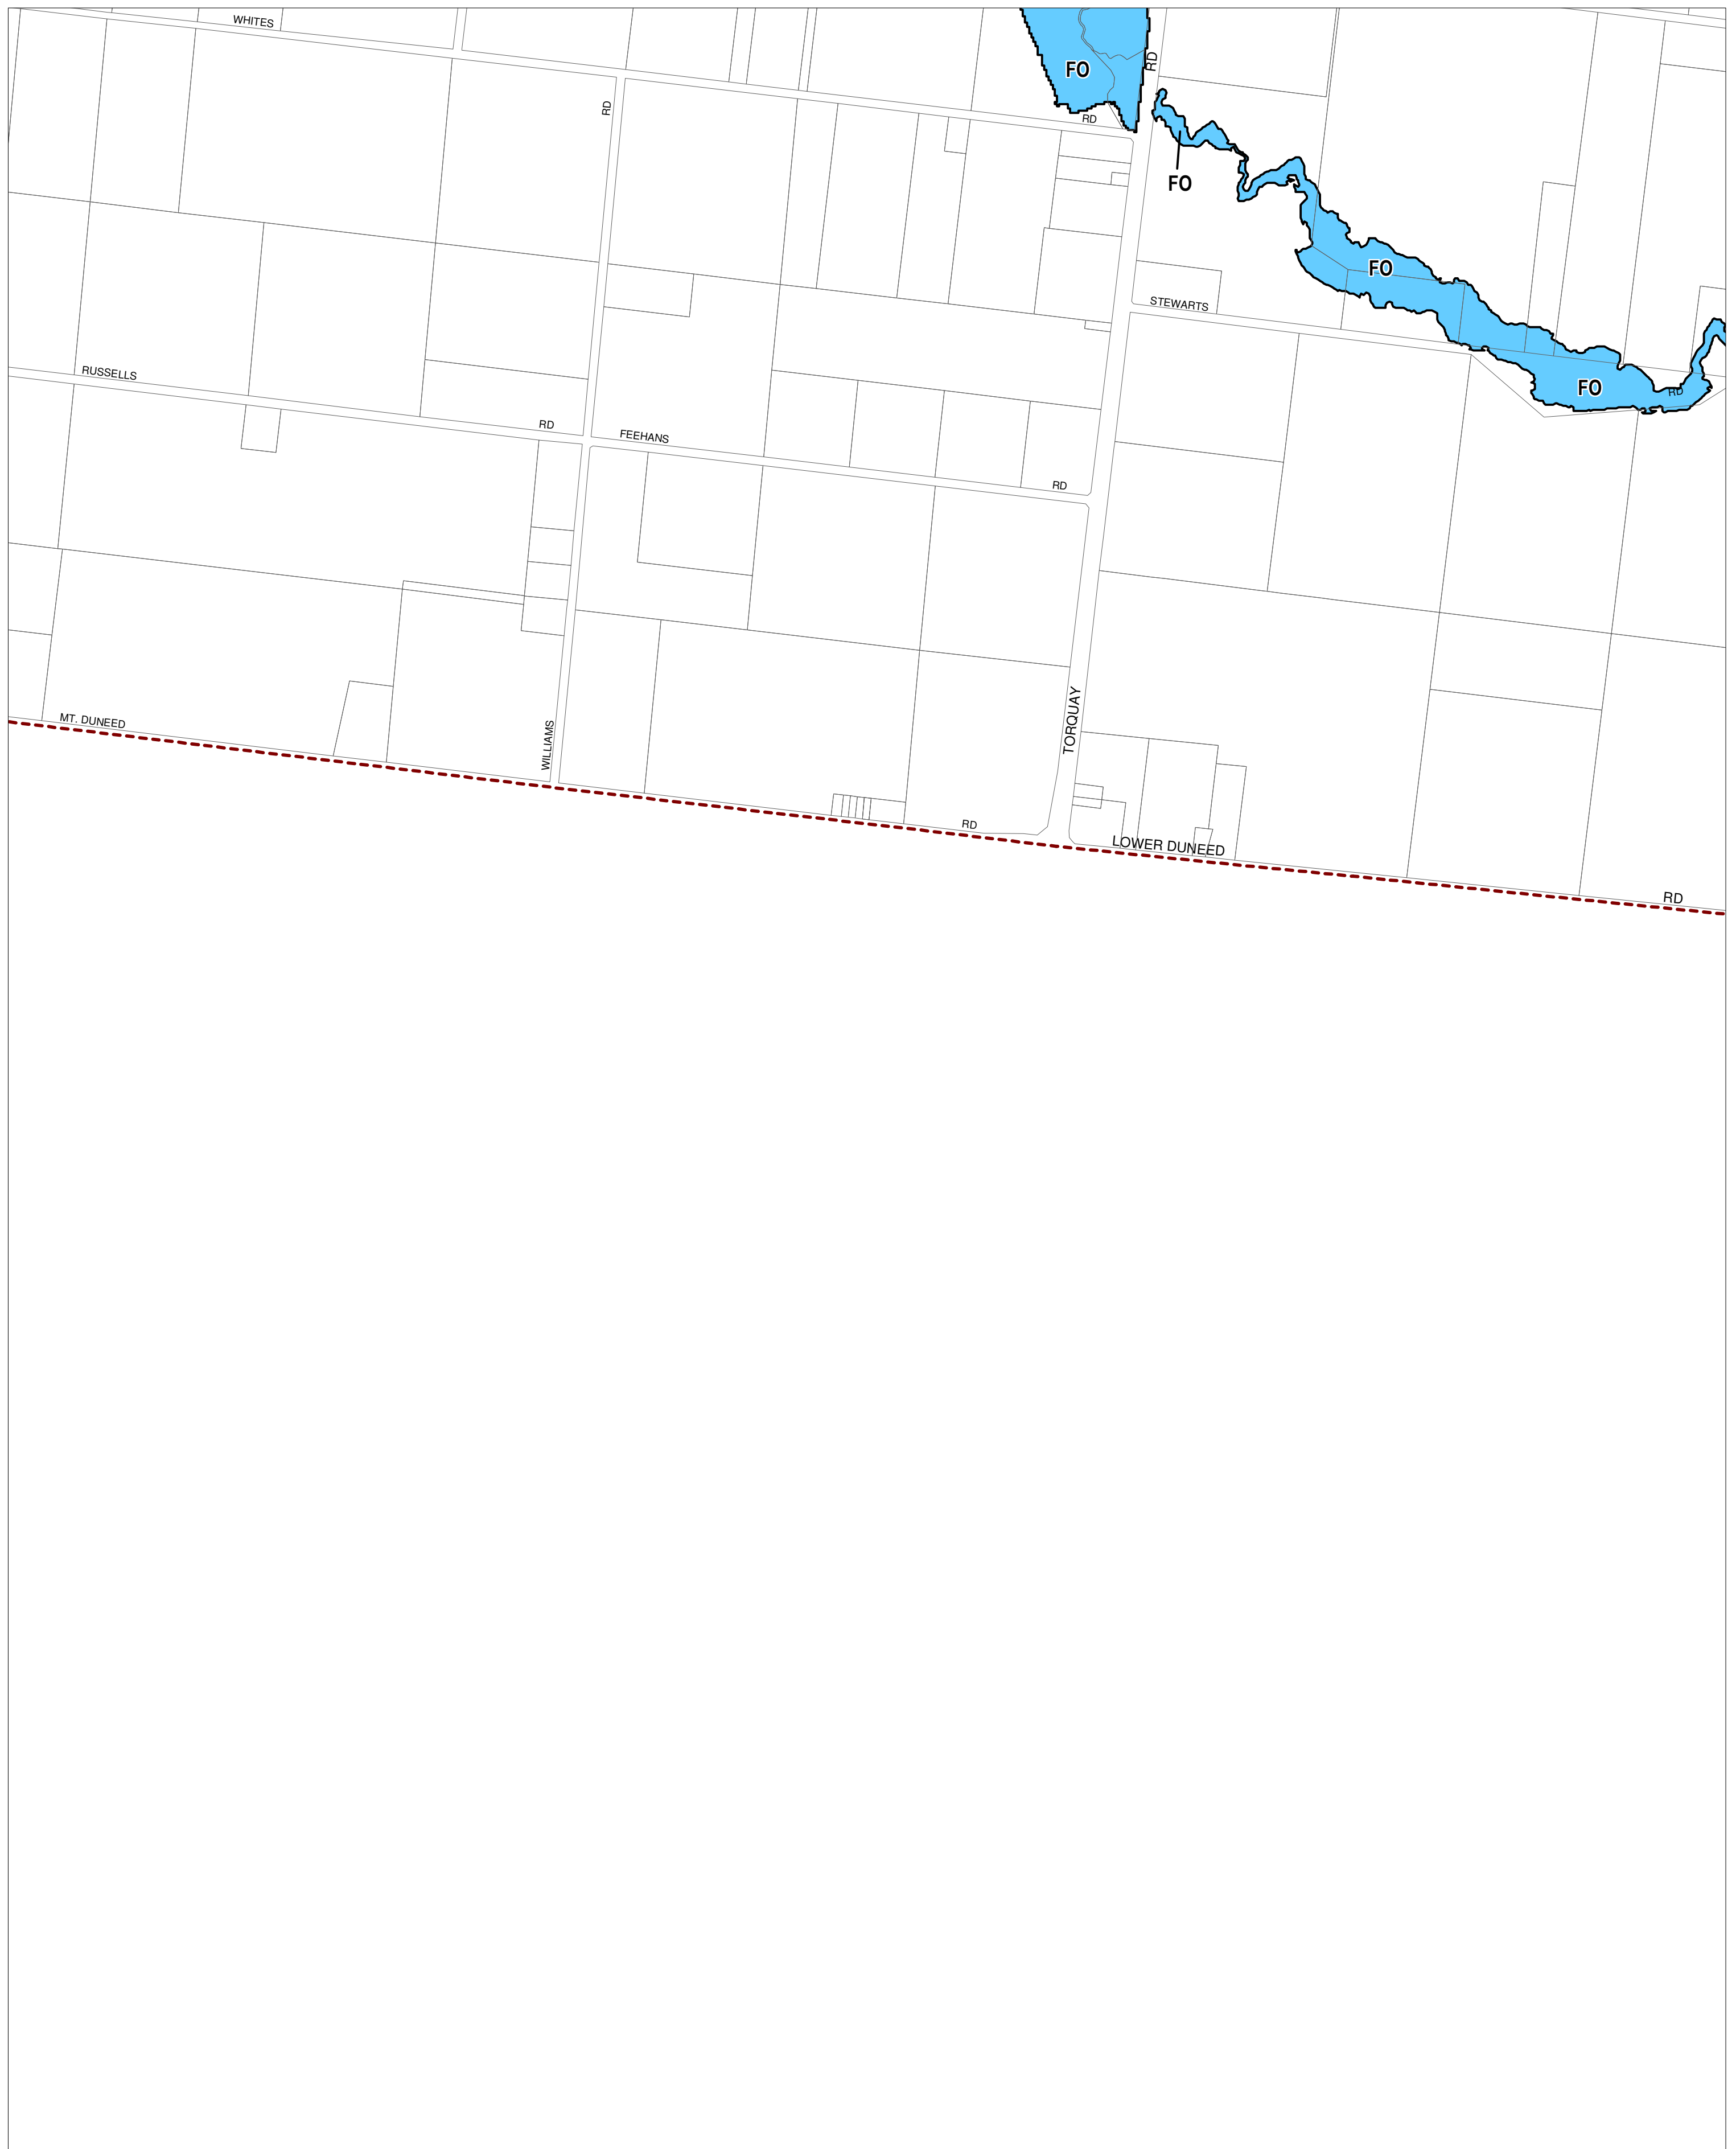 WHITES
RD
FO
RD
RD
FO
FO
STEWARTS
RUSSELLS
FO
RD
RD
FEEHANS
RD
TORQUAY
MT. DUNEED
WILLIAMS
RD
LOWER DUNEED
RD